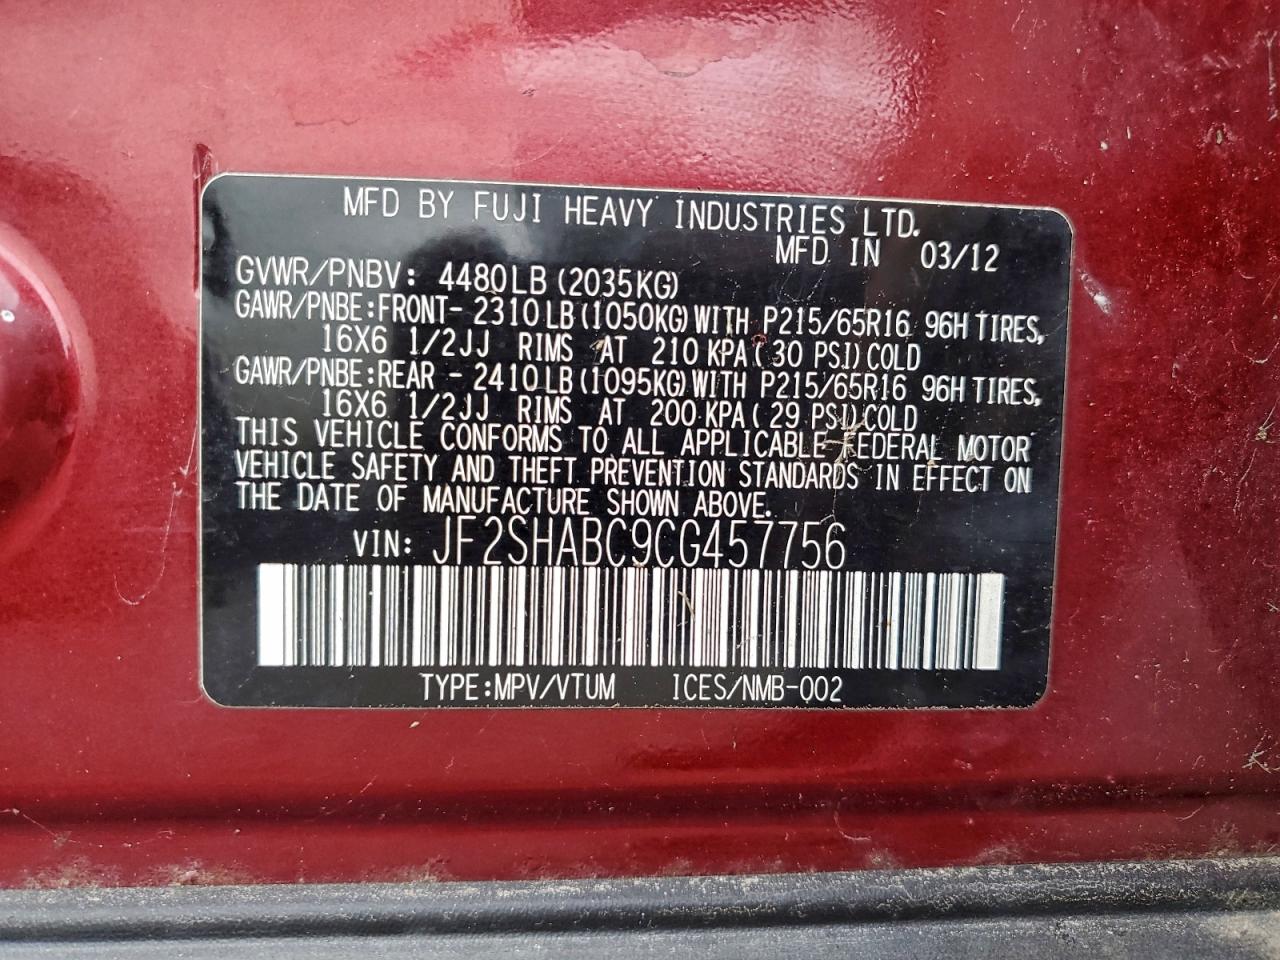 MFD BY FUJI HEAVY INDUSTRIES LTD.
MFD IN 03/12
GVWR/PNBV: 4480LB(2035KG)
GAWR/PNBE:FRONT- 2310LB(1050KG)WITH P215/65R16 96H TIRES,
16X6 1/2JJ RIMS AT 210 KPA(30 PSI)COLD
GAWR/PNBE:REAR - 2410LB(1095KG)WITH P215/65R16 96H TIRES,
16X6 1/2JJ RIMS AT 200 KPA(29 PSI)COLD
THIS VEHICLE CONFORMS TO ALL APPLICABLE FEDERAL MOTOR
VEHICLE SAFETY AND THEFT PREVENTION STANDARDS IN EFFECT ON
THE DATE OF MANUFACTURE SHOWN ABOVE.
VIN: JF2SHABC9CG457756
TYPE:MPV/VTUM ICES/NMB-002